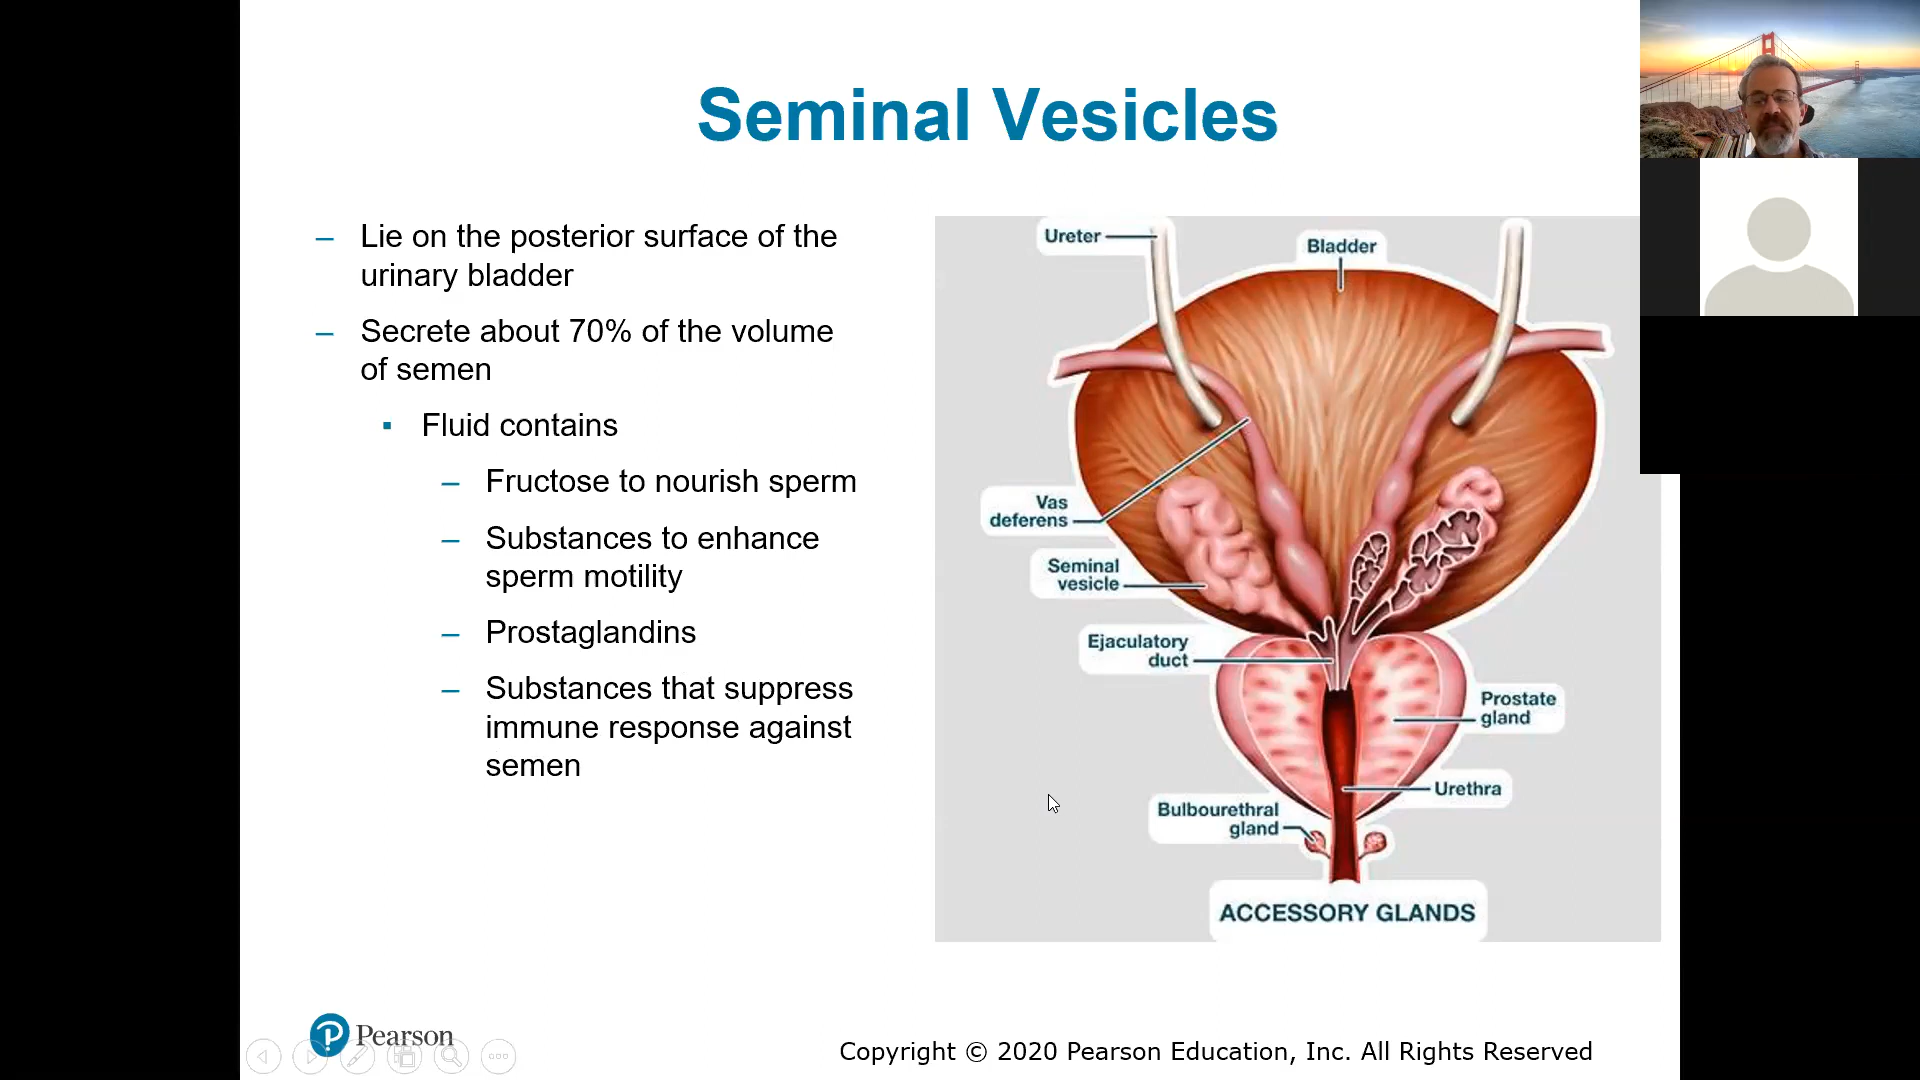 Seminal Vesicles
– Lie on the posterior surface of the
urinary bladder
– Secrete about 70% of the volume
of semen
▪ Fluid contains
– Fructose to nourish sperm
– Substances to enhance
sperm motility
– Prostaglandins
– Substances that suppress
immune response against
semen
Ureter
Bladder
Vas
deferens
Seminal
vesicle
Ejaculatory
duct
Prostate
gland
Urethra
Bulbourethral
gland
ACCESSORY GLANDS
Pearson
Copyright © 2020 Pearson Education, Inc. All Rights Reserved